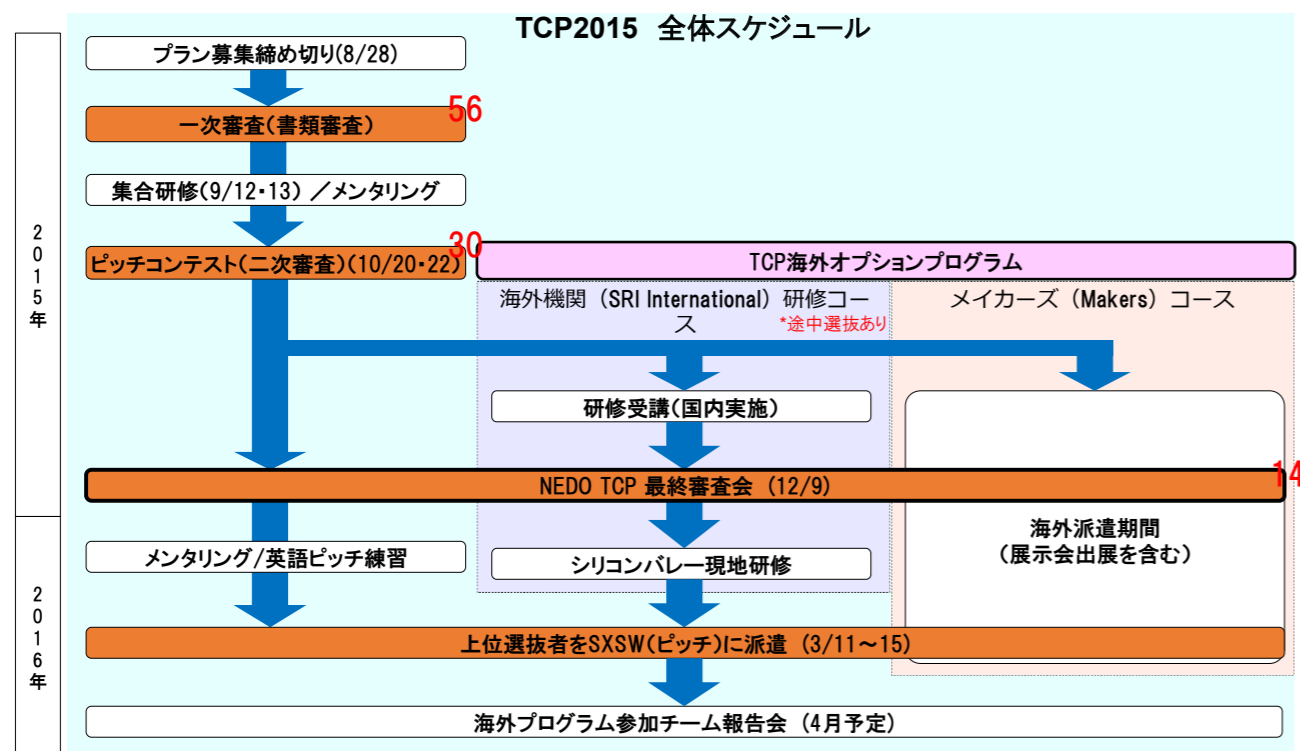 TCP2015 全体スケジュール
2015年
プラン募集締め切り(8/28)
56
一次審査(書類審査)
集合研修(9/12・13) /メンタリング
30
ピッチコンテスト(二次審査)(10/20・22)
TCP海外オプションプログラム
海外機関（SRI International）研修コー
ス
*途中選抜あり
メイカーズ（Makers）コース
研修受講(国内実施)
14
NEDO TCP 最終審査会 (12/9)
海外派遣期間
(展示会出展を含む)
2016年
メンタリング/英語ピッチ練習
シリコンバレー現地研修
上位選抜者をSXSW(ピッチ)に派遣 (3/11～15)
海外プログラム参加チーム報告会 (4月予定)